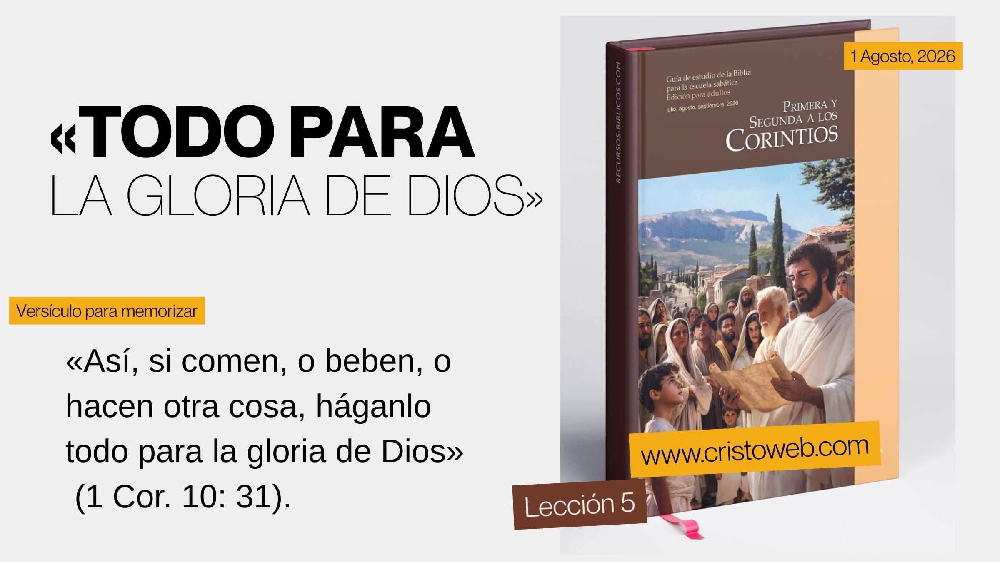 1 Agosto, 2026
RECURSOS-BIBLICOS.COM
Guía de estudio de la Biblia
para la escuela sabática
Edición para adultos
julio, agosto, septiembre 2026
PRIMERA Y
SEGUNDA A LOS
CORINTIOS
«TODO PARA
LA GLORIA DE DIOS»
Versículo para memorizar
«Así, si comen, o beben, o
hacen otra cosa, háganlo
todo para la gloria de Dios»
(1 Cor. 10: 31).
www.cristoweb.com
Lección 5